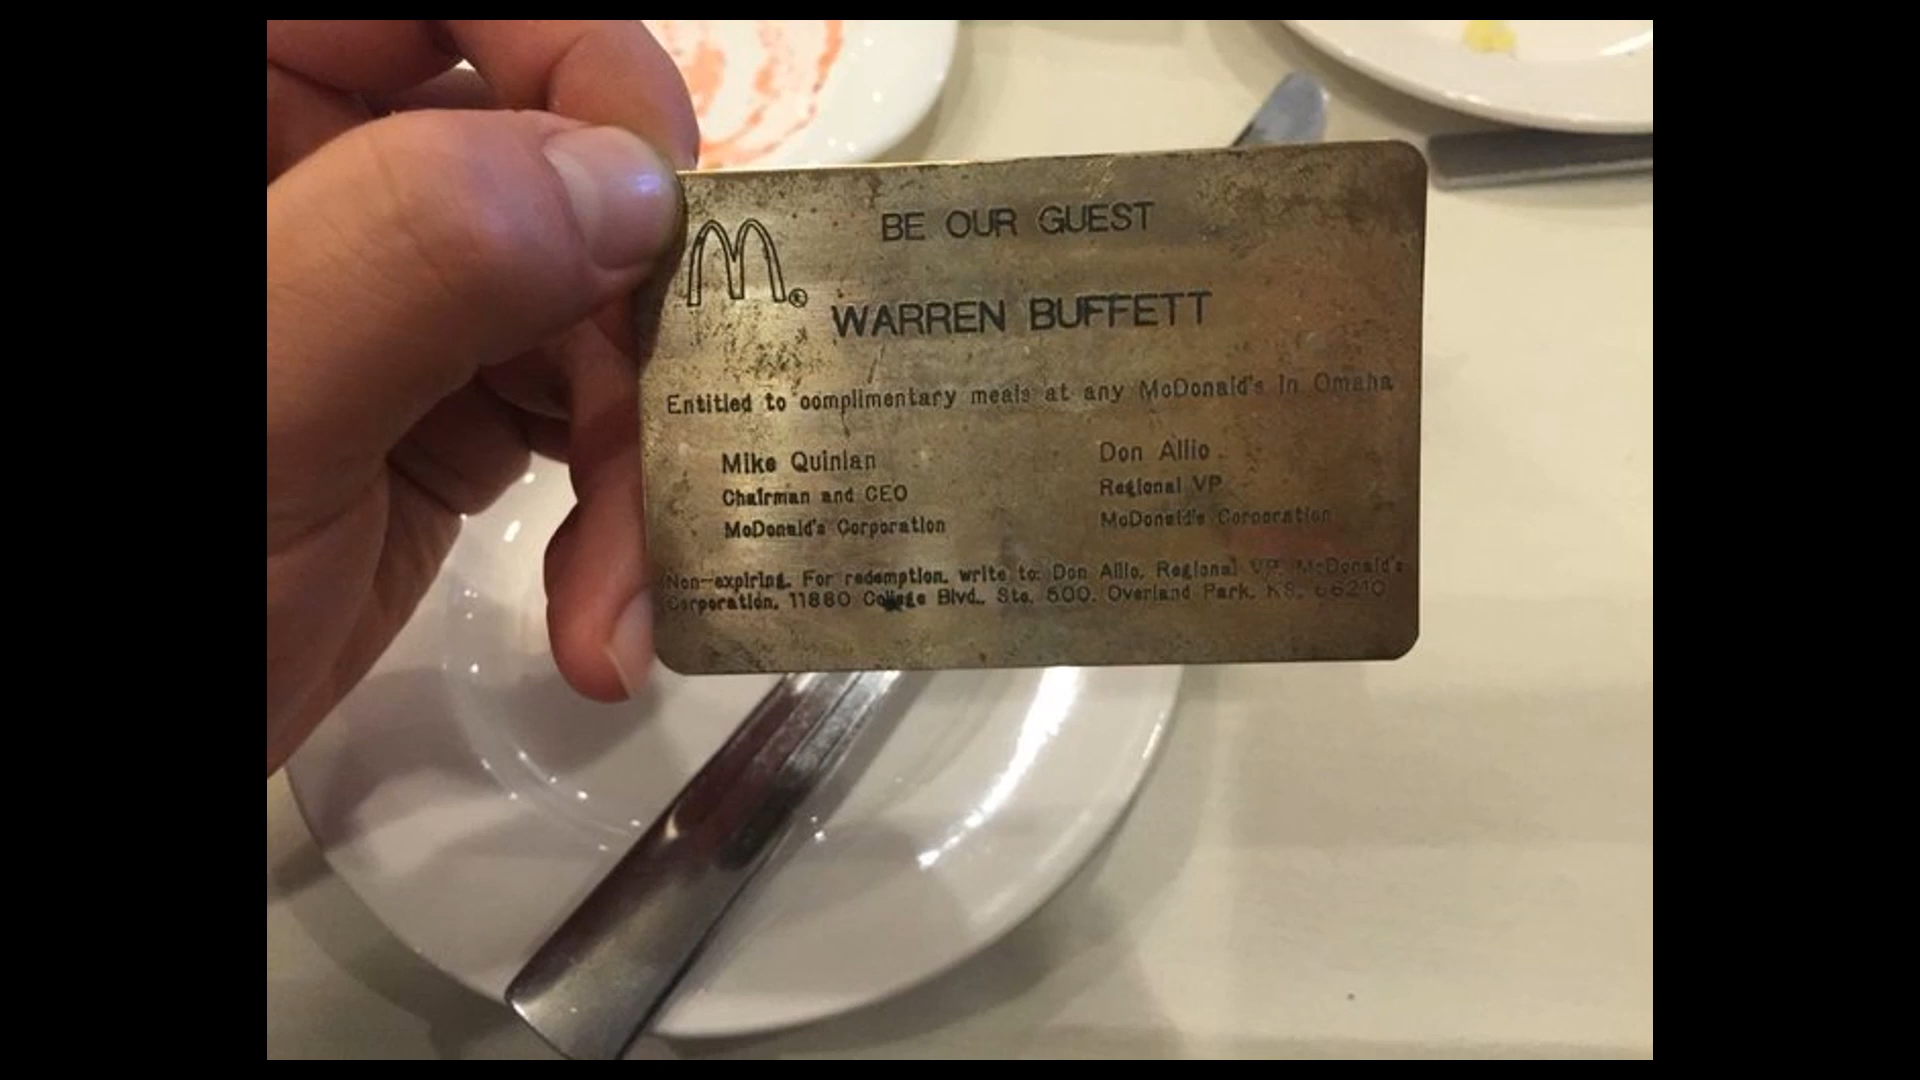 M®
BE OUR GUEST
WARREN BUFFETT
Entitled to complimentary meals at any McDonald's in Omaha
Mike Quinlan
Chairman and CEO
McDonald's Corporation
Don Allio
Regional VP
McDonald's Corporation
Non-expiring. For redemption, write to: Don Allio, Regional VP McDonald's
Corporation, 11880 College Blvd., Ste. 500, Overland Park, KS, 66210